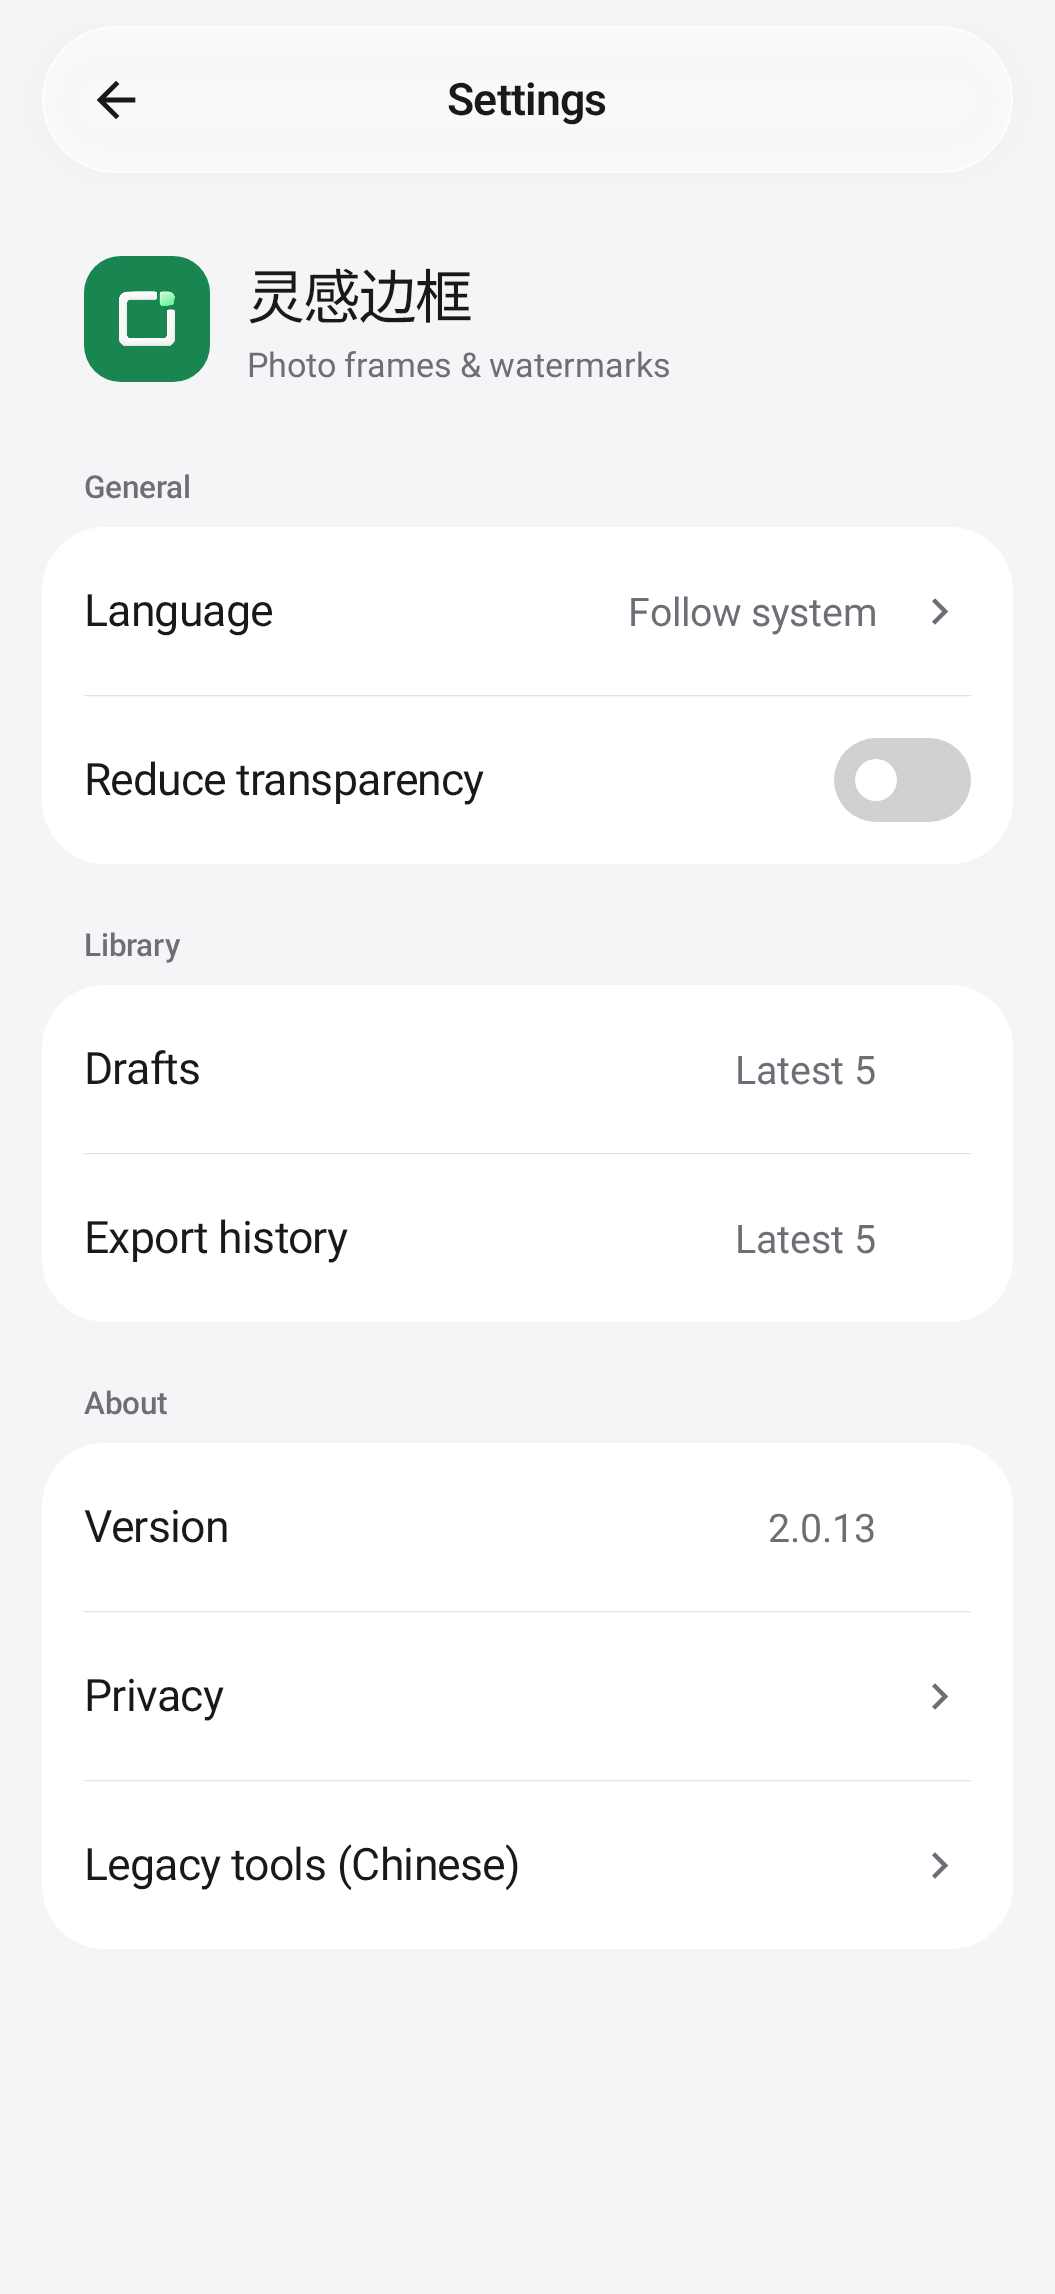 Settings
灵感边框
Photo frames & watermarks
General
Language Follow system
Reduce transparency
Library
Drafts Latest 5
Export history Latest 5
About
Version 2.0.13
Privacy
Legacy tools (Chinese)